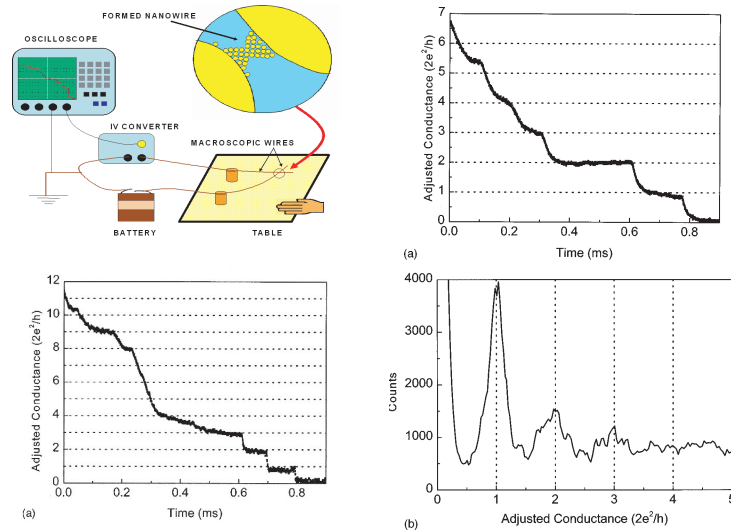 FORMED NANOWIRE
OSCILLOSCOPE
IV CONVERTER
MACROSCOPIC WIRES
BATTERY
TABLE
7
6
5
4
3
2
1
0
Adjusted Conductance (2e²/h)
0.0
0.2
0.4
0.6
0.8
Time (ms)
(a)
12
10
8
6
4
2
0
Adjusted Conductance (2e²/h)
0.0
0.2
0.4
0.6
0.8
Time (ms)
(a)
4000
3000
2000
1000
0
Counts
0
1
2
3
4
5
Adjusted Conductance (2e²/h)
(b)